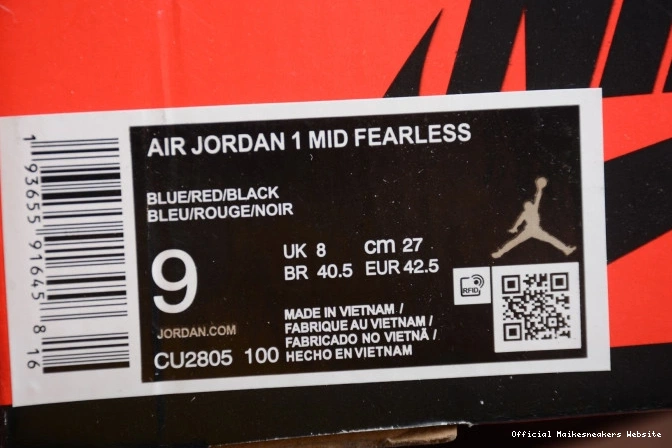 AIR JORDAN 1 MID FEARLESS
BLUE/RED/BLACK
BLEU/ROUGE/NOIR
9
UK 8 cm 27
BR 40.5 EUR 42.5
RFID
JORDAN.COM
CU2805 100
MADE IN VIETNAM /
FABRIQUE AU VIETNAM /
FABRICADO NO VIETNÃ /
HECHO EN VIETNAM
1 93655 91645 8 16
Official Maikesneakers Website